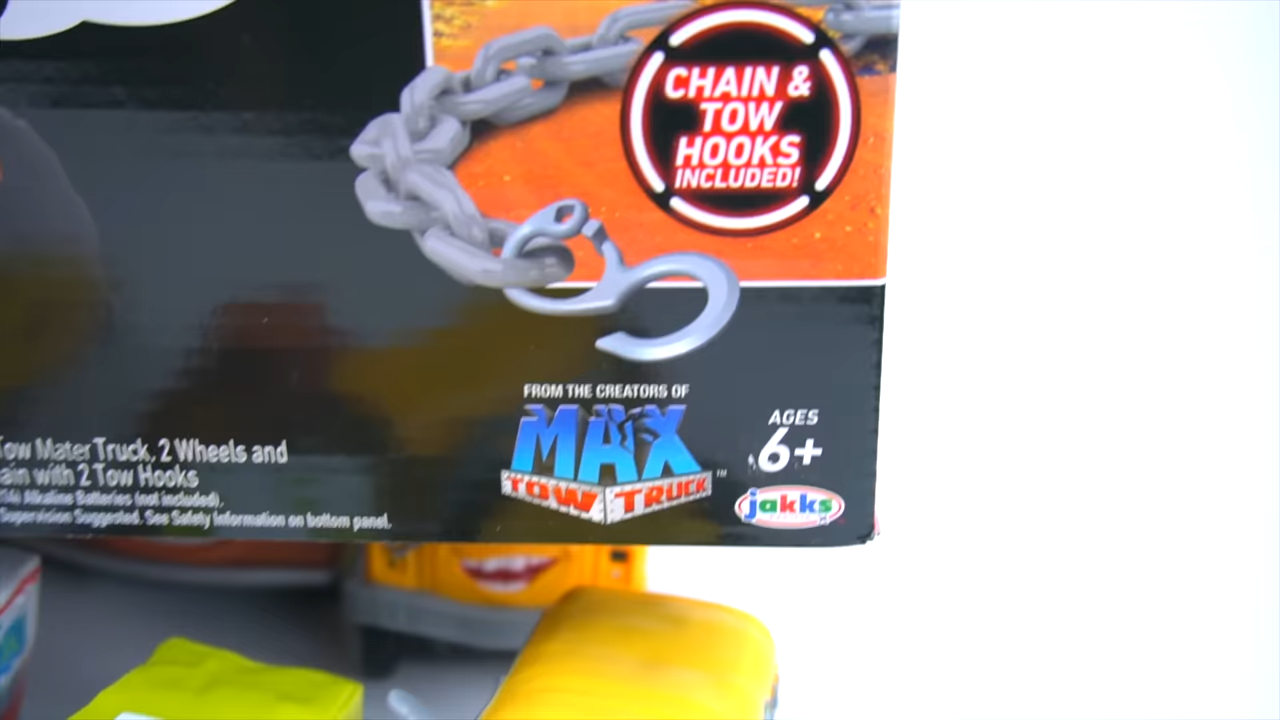 CHAIN &
TOW
HOOKS
INCLUDED!
FROM THE CREATORS OF
MAX
TOW TRUCK
™
AGES
6+
jakks
Tow Mater Truck, 2 Wheels and
with 2 Tow Hooks
Alkaline Batteries (not included).
Supervision Suggested. See Safety Information on bottom panel.